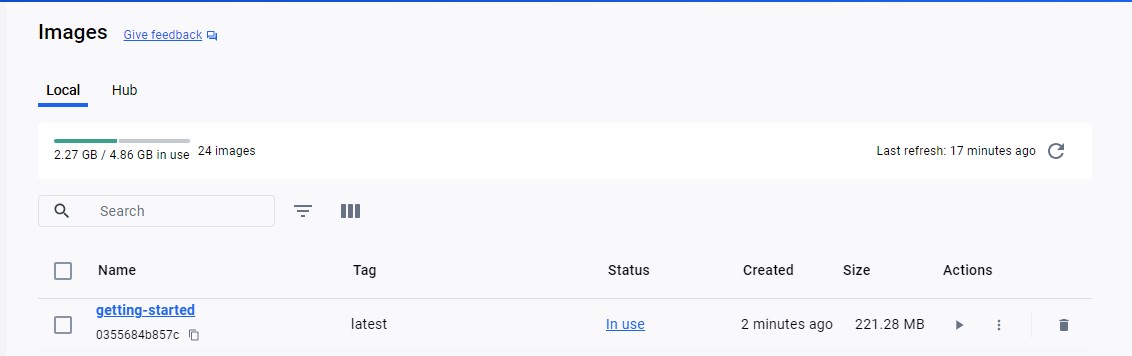 Images Give feedback
Local Hub
2.27 GB / 4.86 GB in use 24 images Last refresh: 17 minutes ago
Search
Name Tag Status Created Size Actions
getting-started
0355684b857c latest In use 2 minutes ago 221.28 MB